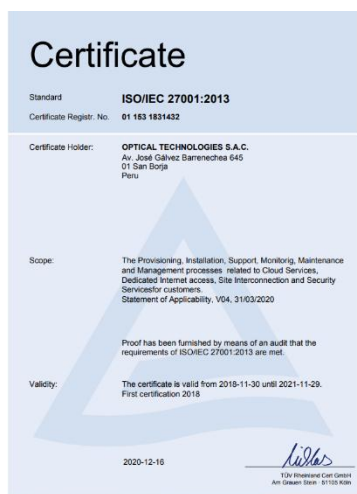 Certificate
Standard ISO/IEC 27001:2013
Certificate Registr. No. 01 153 1831432
Certificate Holder: OPTICAL TECHNOLOGIES S.A.C.
Av. José Gálvez Barrenechea 645
01 San Borja
Peru
Scope: The Provisioning, Installation, Support, Monitorig, Maintenance
and Management processes related to Cloud Services,
Dedicated Internet access, Site Interconnection and Security
Servicesfor customers.
Statement of Applicability, V04, 31/03/2020
Proof has been furnished by means of an audit that the
requirements of ISO/IEC 27001:2013 are met.
Validity: The certificate is valid from 2018-11-30 until 2021-11-29.
First certification 2018
2020-12-16
TÜV Rheinland Cert GmbH
Am Grauen Stein · 51105 Köln